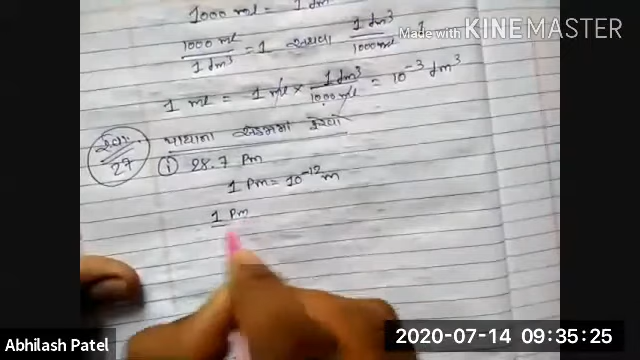 1000 ml = 1 dm
1000 ml / 1 dm³ = 1 અથવા 1 dm³ / 1000 ml 1
Made with KINEMASTER
1 ml = 1 ml × 1 dm³ / 1000 ml = 10⁻³ dm³
સ્વા. 27 પાયાના એકમમાં ફેરવો
① 28.7 Pm
1 Pm = 10⁻¹² m
1 Pm
Abhilash Patel
2020-07-14 09:35:25